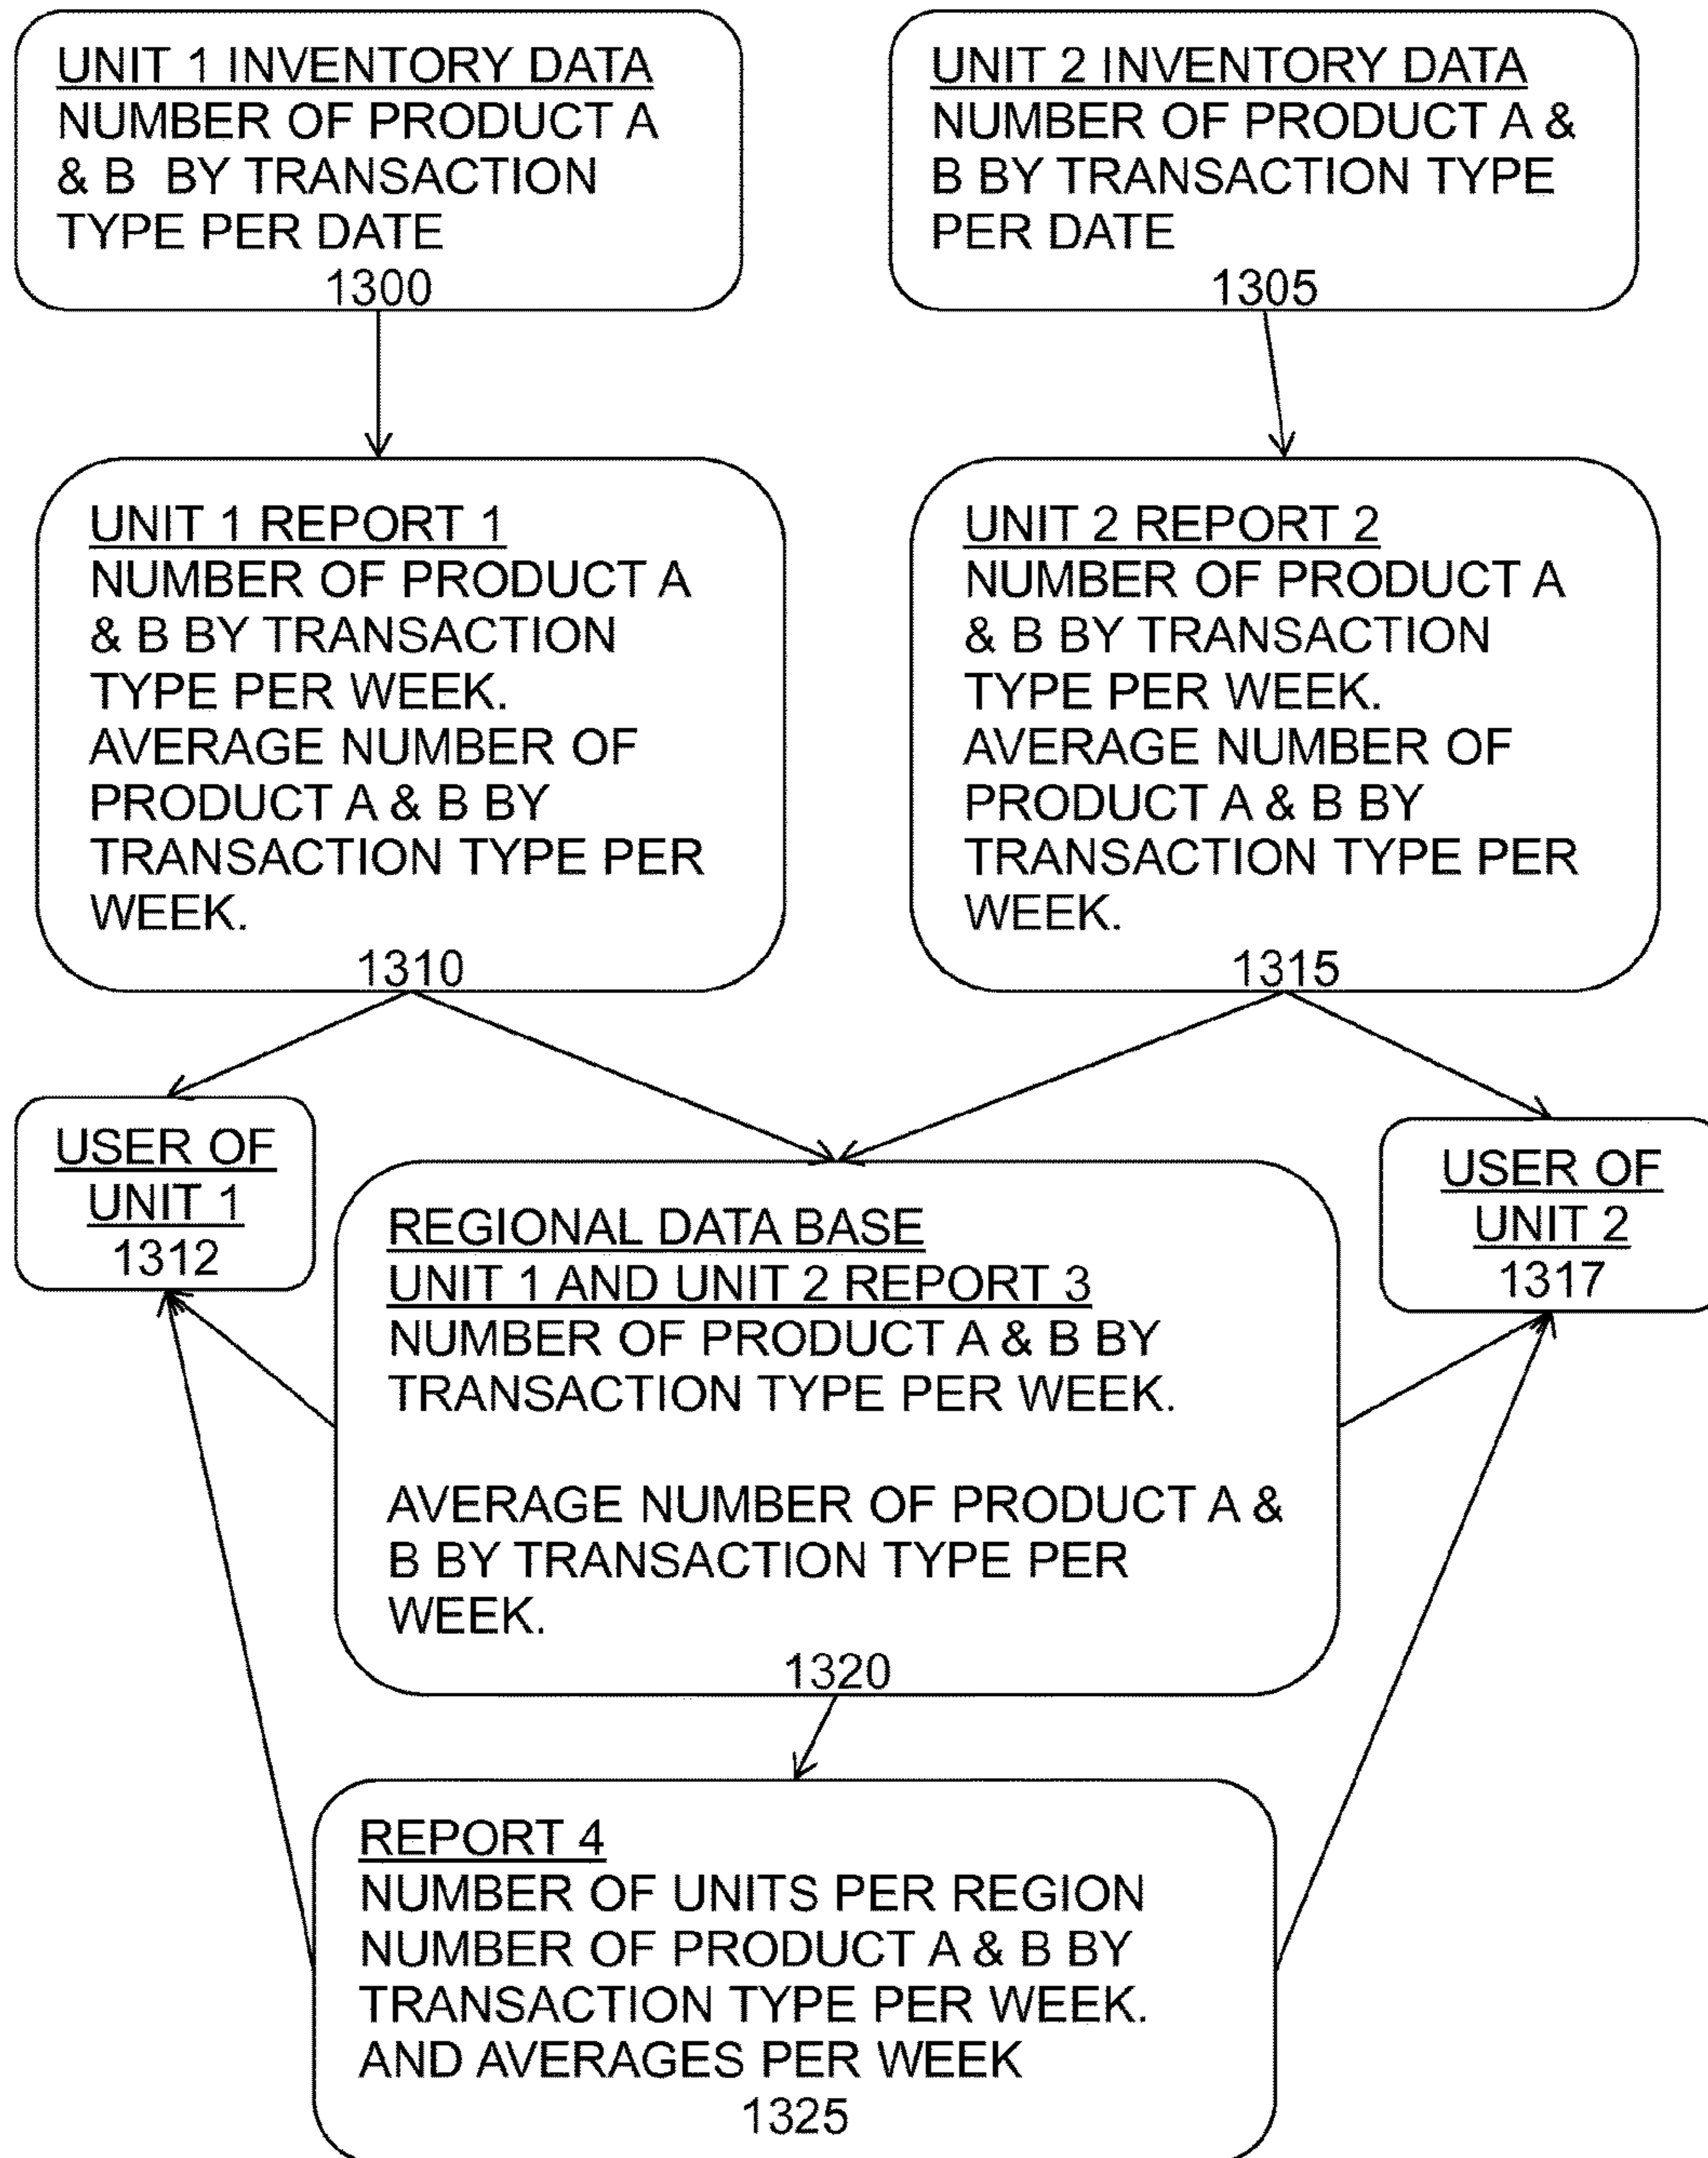 UNIT 1 INVENTORY DATA
NUMBER OF PRODUCT A
& B BY TRANSACTION
TYPE PER DATE
1300
UNIT 2 INVENTORY DATA
NUMBER OF PRODUCT A &
B BY TRANSACTION TYPE
PER DATE
1305
UNIT 1 REPORT 1
NUMBER OF PRODUCT A
& B BY TRANSACTION
TYPE PER WEEK.
AVERAGE NUMBER OF
PRODUCT A & B BY
TRANSACTION TYPE PER
WEEK.
1310
UNIT 2 REPORT 2
NUMBER OF PRODUCT A
& B BY TRANSACTION
TYPE PER WEEK.
AVERAGE NUMBER OF
PRODUCT A & B BY
TRANSACTION TYPE PER
WEEK.
1315
USER OF
UNIT 1
1312
USER OF
UNIT 2
1317
REGIONAL DATA BASE
UNIT 1 AND UNIT 2 REPORT 3
NUMBER OF PRODUCT A & B BY
TRANSACTION TYPE PER WEEK.
AVERAGE NUMBER OF PRODUCT A &
B BY TRANSACTION TYPE PER
WEEK.
1320
REPORT 4
NUMBER OF UNITS PER REGION
NUMBER OF PRODUCT A & B BY
TRANSACTION TYPE PER WEEK.
AND AVERAGES PER WEEK
1325